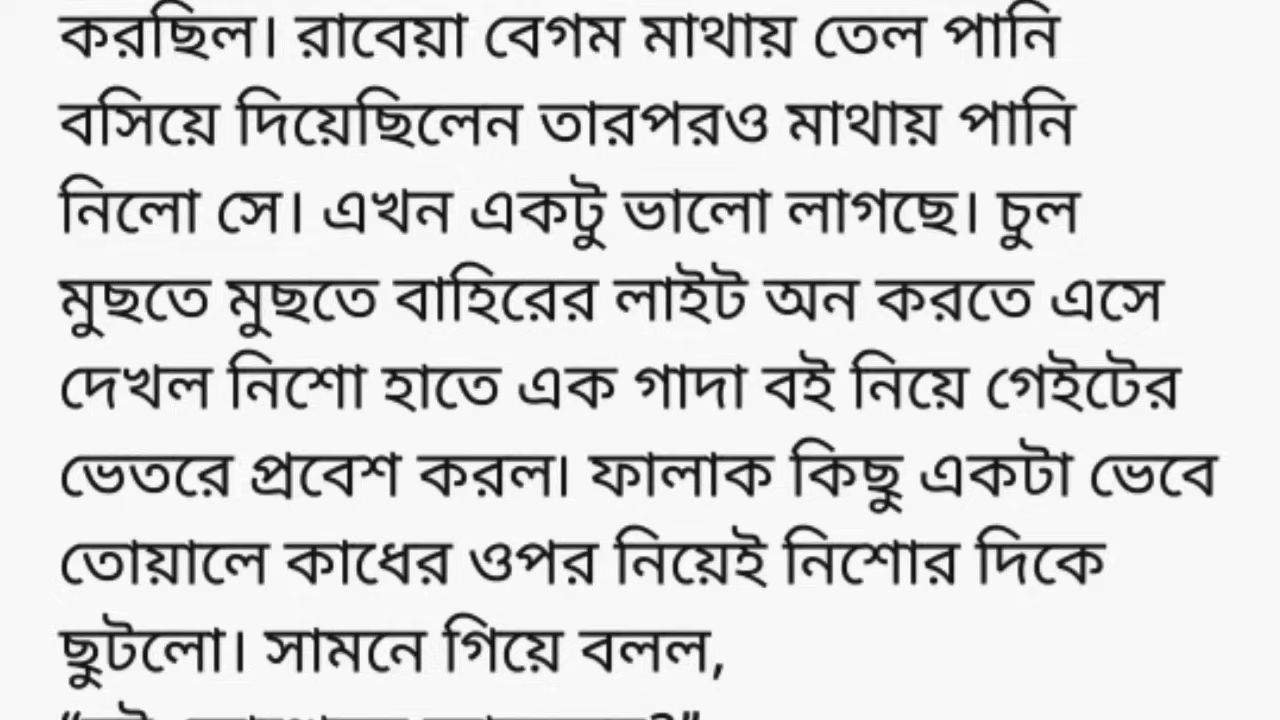 করছিল। রাবেয়া বেগম মাথায় তেল পানি
বসিয়ে দিয়েছিলেন তারপরও মাথায় পানি
নিলো সে। এখন একটু ভালো লাগছে। চুল
মুছতে মুছতে বাহিরের লাইট অন করতে এসে
দেখল নিশো হাতে এক গাদা বই নিয়ে গেইটের
ভেতরে প্রবেশ করল। ফালাক কিছু একটা ভেবে
তোয়ালে কাধের ওপর নিয়েই নিশোর দিকে
ছুটলো। সামনে গিয়ে বলল,